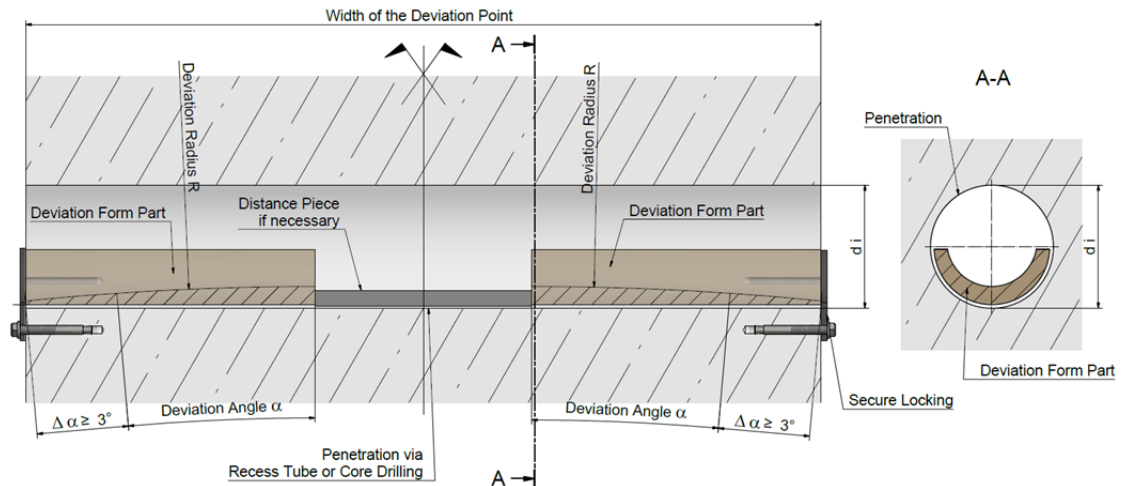 Width of the Deviation Point
A
A-A
Deviation Radius R
Deviation Radius R
Penetration
Deviation Form Part
Distance Piece
if necessary
Deviation Form Part
d i
d i
Deviation Form Part
Secure Locking
Δ α ≥ 3°
Deviation Angle α
Deviation Angle α
Δ α ≥ 3°
Penetration via
Recess Tube or Core Drilling
A